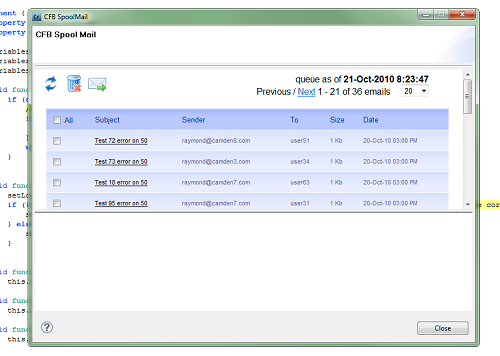 CFB SpoolMail
CFB Spool Mail
queue as of 21-Oct-2010 8:23:47
Previous / Next 1 - 21 of 36 emails 20
All Subject Sender To Size Date
Test 72 error on 50 raymond@camden8.com user51 1 Kb 20-Oct-10 03:00 PM
Test 73 error on 50 raymond@camden3.com user34 1 Kb 20-Oct-10 03:00 PM
Test 18 error on 50 raymond@camden7.com user63 1 Kb 20-Oct-10 03:00 PM
Test 95 error on 50 raymond@camden7.com user31 1 Kb 20-Oct-10 03:00 PM
Close